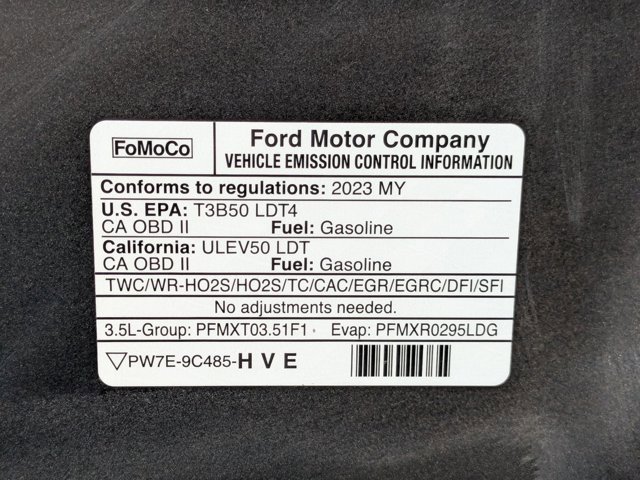 FoMoCo
Ford Motor Company
VEHICLE EMISSION CONTROL INFORMATION
Conforms to regulations: 2023 MY
U.S. EPA: T3B50 LDT4
CA OBD II Fuel: Gasoline
California: ULEV50 LDT
CA OBD II Fuel: Gasoline
TWC/WR-HO2S/HO2S/TC/CAC/EGR/EGRC/DFI/SFI
No adjustments needed.
3.5L-Group: PFMXT03.51F1 Evap: PFMXR0295LDG
PW7E-9C485-H V E